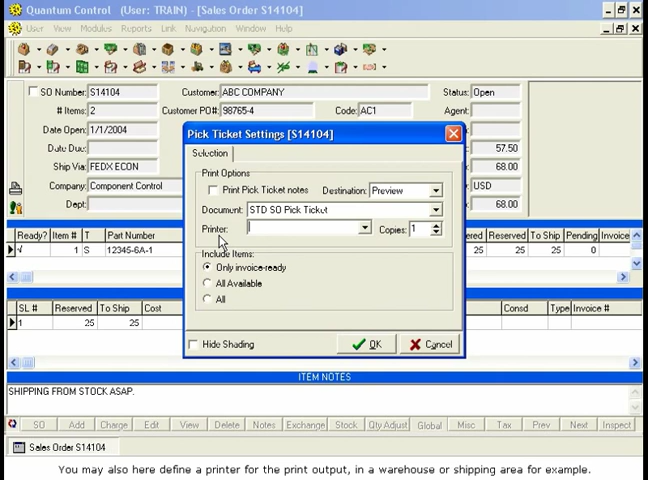 Quantum Control (User: TRAIN) - [Sales Order S14104]
User View Modules Reports Link Navigation Window Help
SO Number: S14104 Customer: ABC COMPANY Status: Open
# Items: 2 Customer PO#: 98765-4 Code: AC1 Agent:
Date Open: 1/1/2004
Date Due: 57.50
Ship Via: FEDX ECON 68.00
Company: Component Control USD
Dept: 68.00
Pick Ticket Settings [S14104]
Selection
Print Options
Print Pick Ticket notes Destination: Preview
Document: STD SO Pick Ticket
Printer: Copies: 1
Include Items:
Only invoice-ready
All Available
All
Hide Shading OK Cancel
Ready? Item # T Part Number ered Reserved To Ship Pending Invoice
√ 1 S 12345-6A-1 25 25 25 0
SL # Reserved To Ship Cost Consd Type Invoice #
1 25 25
ITEM NOTES
SHIPPING FROM STOCK ASAP.
SO Add Charge Edit View Delete Notes Exchange Stock Qty Adjust Global Misc Tax Prev Next Inspect
Sales Order S14104
You may also here define a printer for the print output, in a warehouse or shipping area for example.